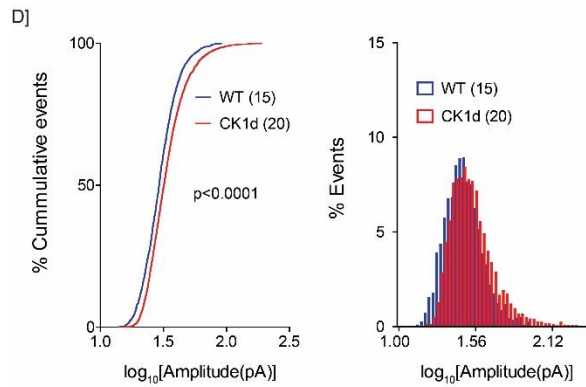 D]
% Cummulative events
100
50
0
1.0 1.5 2.0 2.5
log10[Amplitude(pA)]
WT (15)
CK1d (20)
p<0.0001
% Events
15
10
5
0
1.00 1.56 2.12
log10[Amplitude(pA)]
WT (15)
CK1d (20)